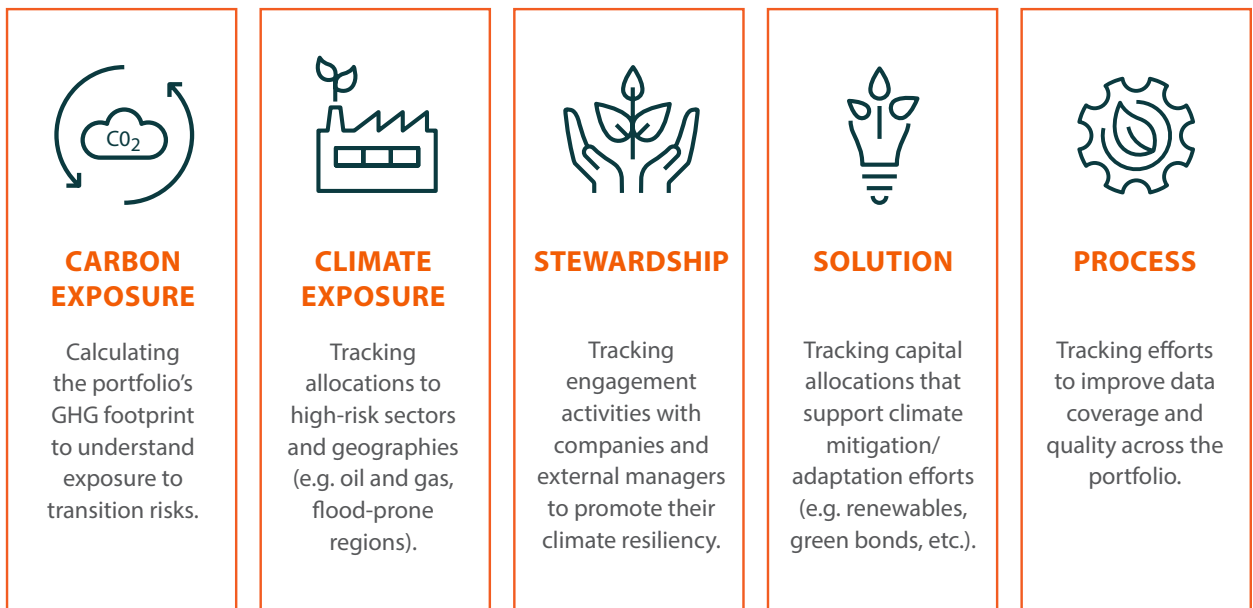 C0₂
CARBON
EXPOSURE
Calculating
the portfolio's
GHG footprint
to understand
exposure to
transition risks.
CLIMATE
EXPOSURE
Tracking
allocations to
high-risk sectors
and geographies
(e.g. oil and gas,
flood-prone
regions).
STEWARDSHIP
Tracking
engagement
activities with
companies and
external managers
to promote their
climate resiliency.
SOLUTION
Tracking capital
allocations that
support climate
mitigation/
adaptation efforts
(e.g. renewables,
green bonds, etc.).
PROCESS
Tracking efforts
to improve data
coverage and
quality across the
portfolio.